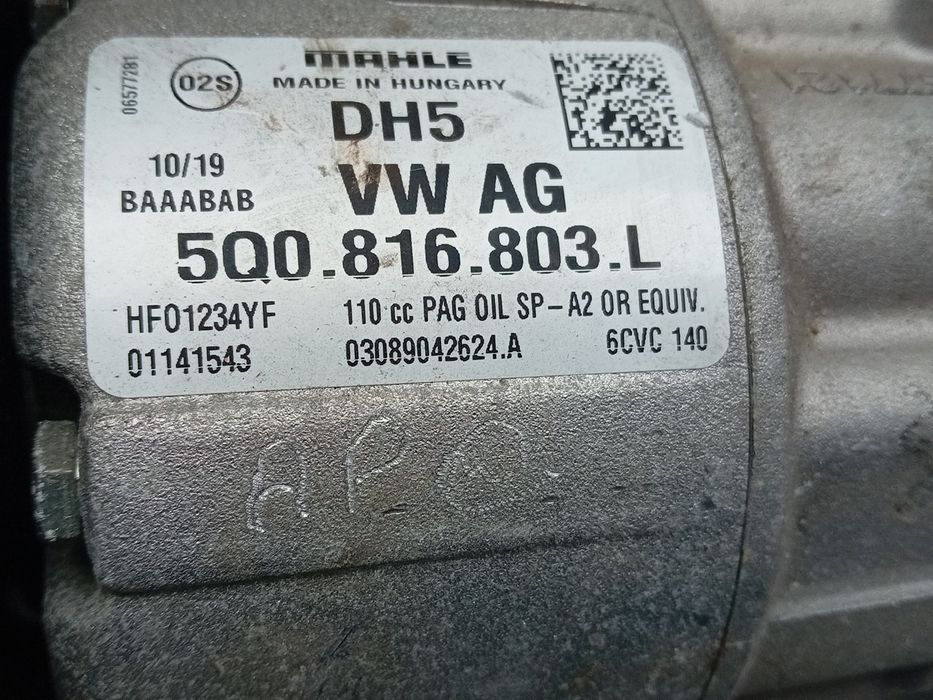 06577281
02S
MAHLE
MADE IN HUNGARY
DH5
10/19
BAAABAB
VW AG
5Q0.816.803.L
HFO1234YF
110 cc PAG OIL SP-A2 OR EQUIV.
01141543
03089042624.A
6CVC 140